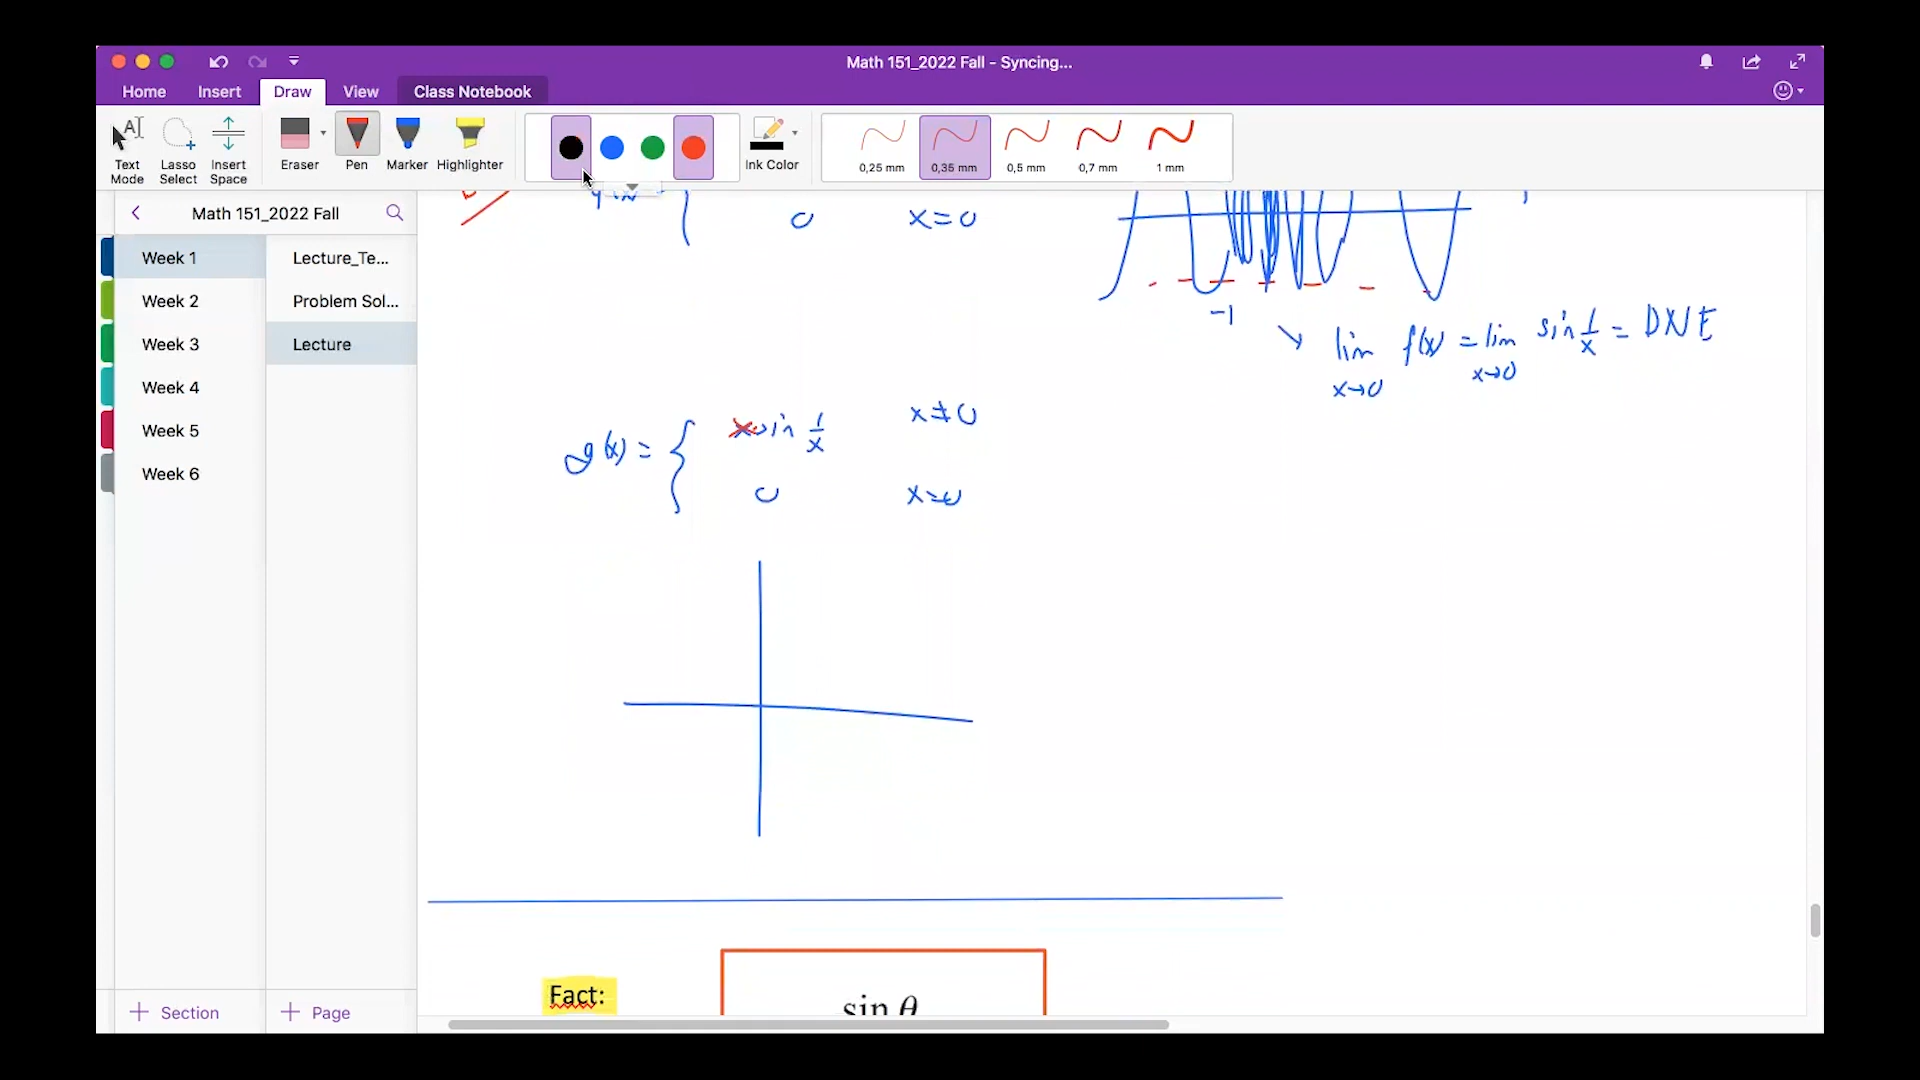 Math 151_2022 Fall - Syncing...
Home Insert Draw View Class Notebook
Text Mode Lasso Select Insert Space Eraser Pen Marker Highlighter Ink Color 0,25 mm 0,35 mm 0,5 mm 0,7 mm 1 mm
Math 151_2022 Fall
Week 1
Week 2
Week 3
Week 4
Week 5
Week 6
Lecture_Te...
Problem Sol...
Lecture
+ Section
+ Page
0 x=0
-1
↘ lim x→0 f(x) = lim x→0 sin 1/x = DNE
g(x) = { x sin 1/x x≠0
0 x=0
Fact:
sin θ